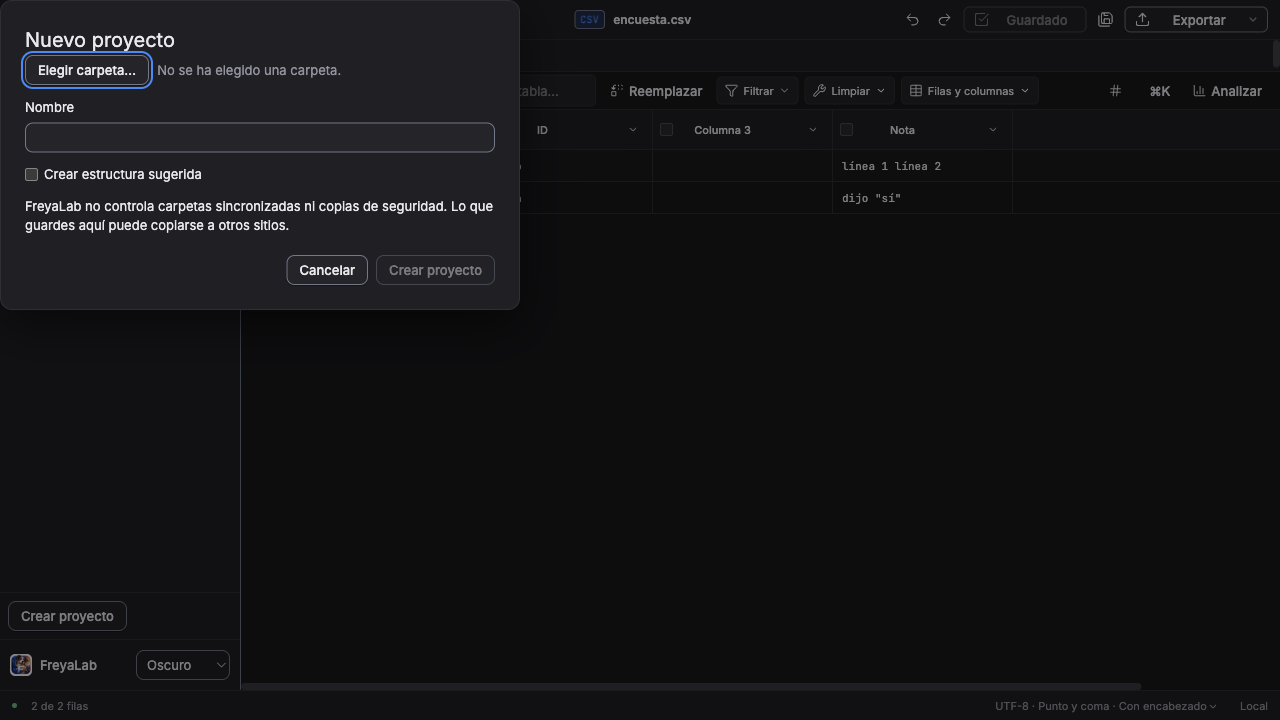 CSV encuesta.csv
Guardado
Exportar
Nuevo proyecto
Elegir carpeta... No se ha elegido una carpeta.
Nombre
Crear estructura sugerida
FreyaLab no controla carpetas sincronizadas ni copias de seguridad. Lo que
guardes aquí puede copiarse a otros sitios.
Cancelar
Crear proyecto
Reemplazar
Filtrar
Limpiar
Filas y columnas
#
⌘K
Analizar
ID
Columna 3
Nota
línea 1 línea 2
dijo "sí"
Crear proyecto
FreyaLab
Oscuro
2 de 2 filas
UTF-8 · Punto y coma · Con encabezado
Local